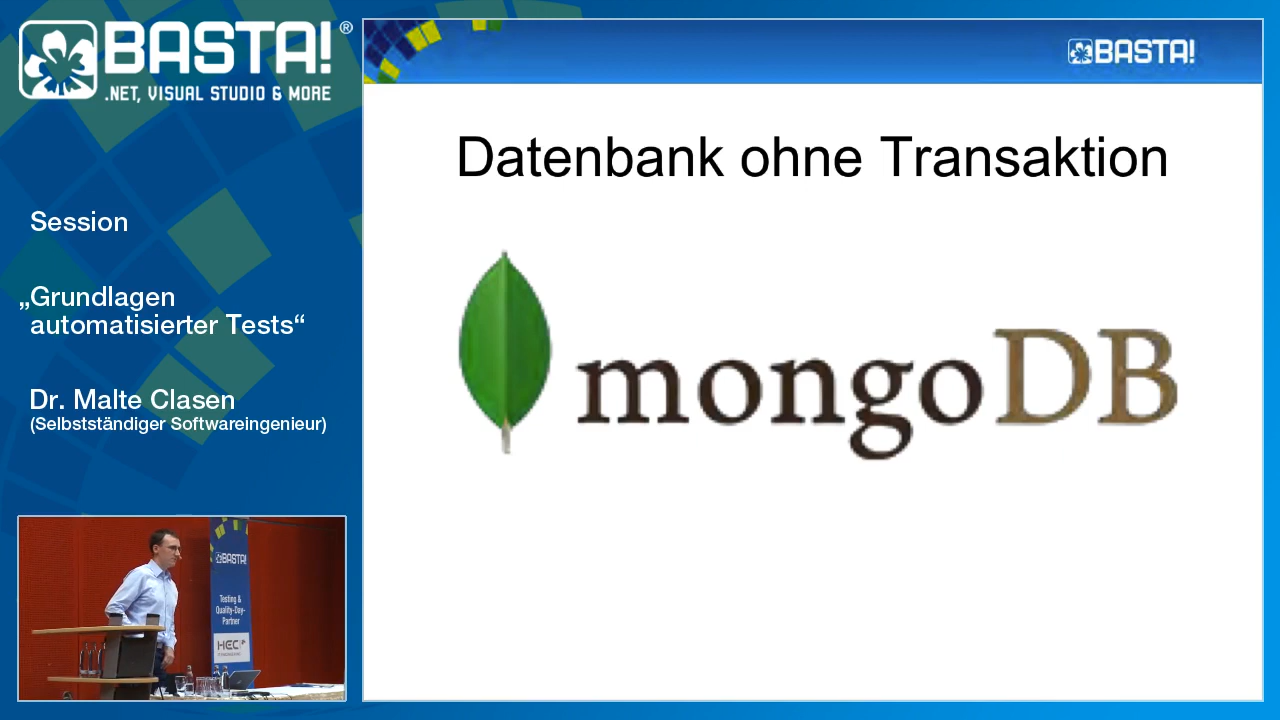 BASTA!®
.NET, VISUAL STUDIO & MORE
Session
„Grundlagen
automatisierter Tests“
Dr. Malte Clasen
(Selbstständiger Softwareingenieur)
BASTA!
Datenbank ohne Transaktion
mongoDB
BASTA!
Testing &
Quality-Day-
Partner
HEC